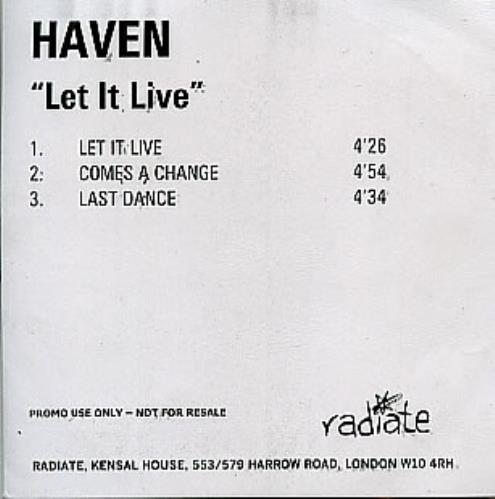 HAVEN
"Let It Live"
1. LET IT LIVE 4'26
2. COMES A CHANGE 4'54
3. LAST DANCE 4'34
PROMO USE ONLY – NOT FOR RESALE
radiate
RADIATE, KENSAL HOUSE, 553/579 HARROW ROAD, LONDON W10 4RH